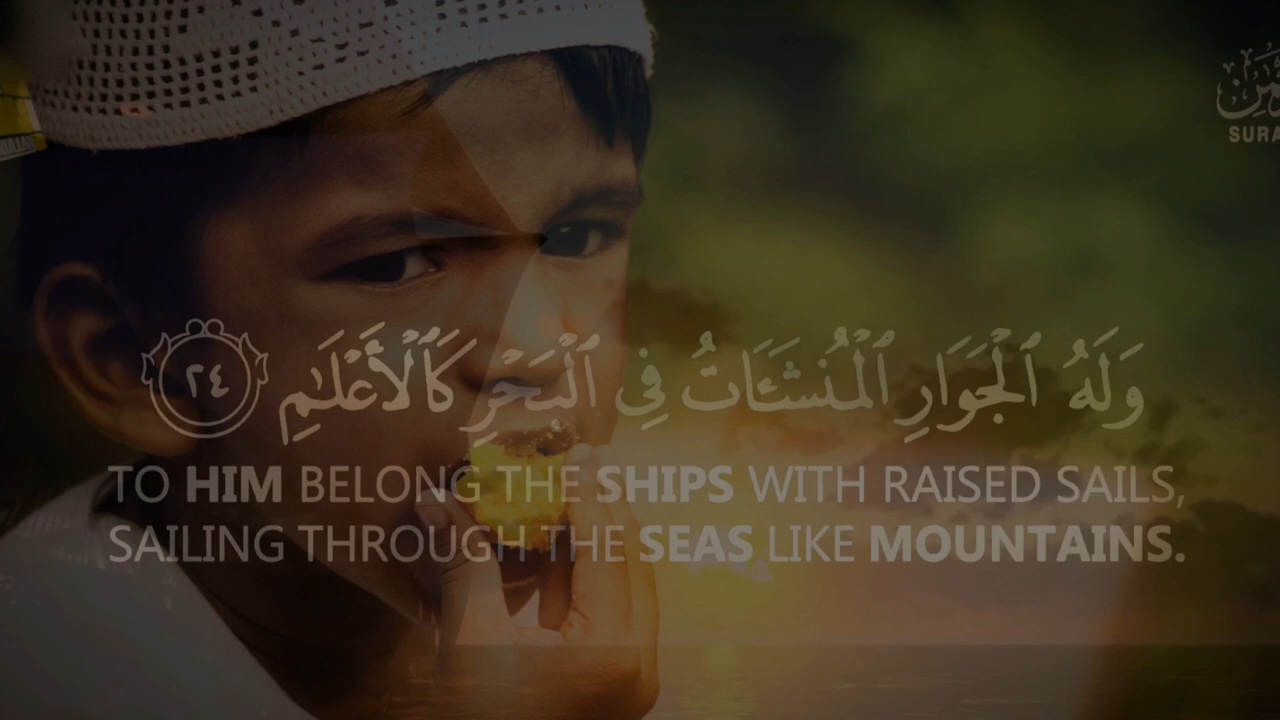 وَلَهُ ٱلْجَوَارِ ٱلْمُنشَـَٔاتُ فِى ٱلْبَحْرِ كَٱلْأَعْلَـٰمِ ٢٤
TO HIM BELONG THE SHIPS WITH RAISED SAILS,
SAILING THROUGH THE SEAS LIKE MOUNTAINS.